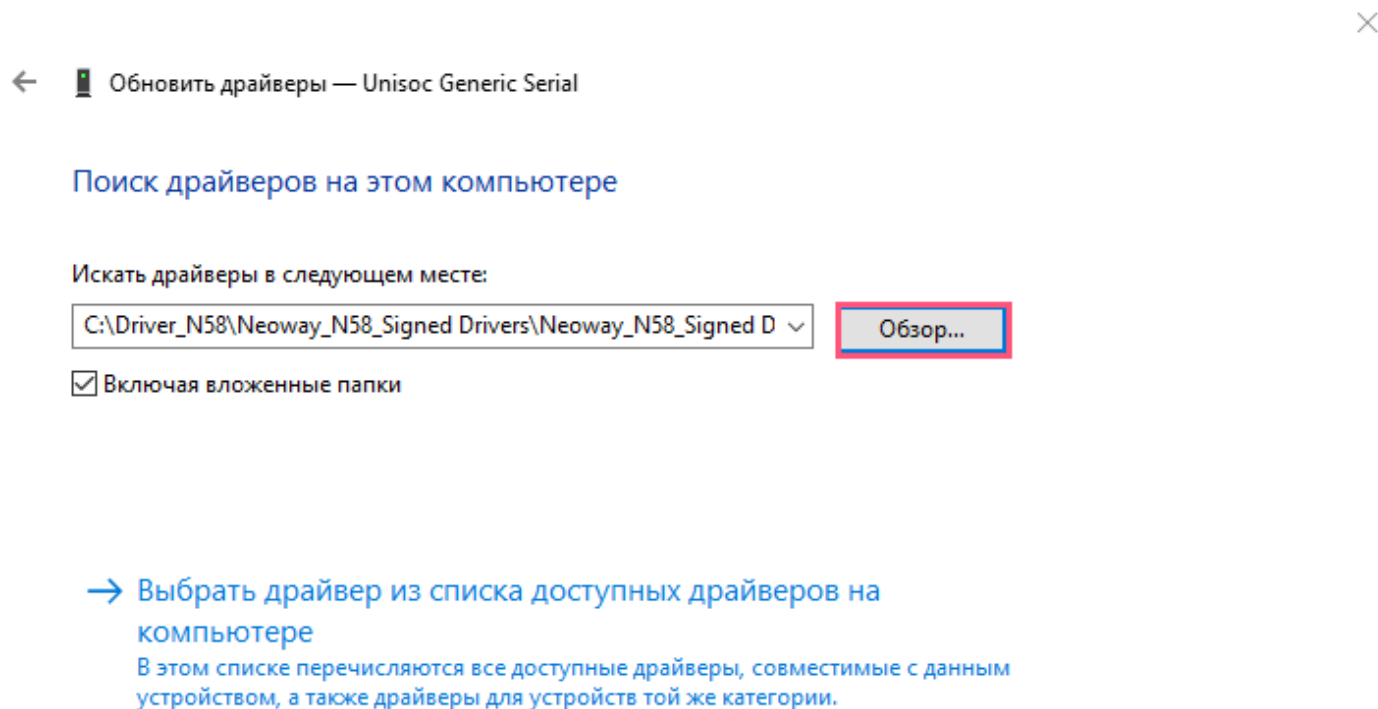 Обновить драйверы — Unisoc Generic Serial
Поиск драйверов на этом компьютере
Искать драйверы в следующем месте:
C:\Driver_N58\Neoway_N58_Signed Drivers\Neoway_N58_Signed D
Обзор...
Включая вложенные папки
Выбрать драйвер из списка доступных драйверов на
компьютере
В этом списке перечисляются все доступные драйверы, совместимые с данным
устройством, а также драйверы для устройств той же категории.